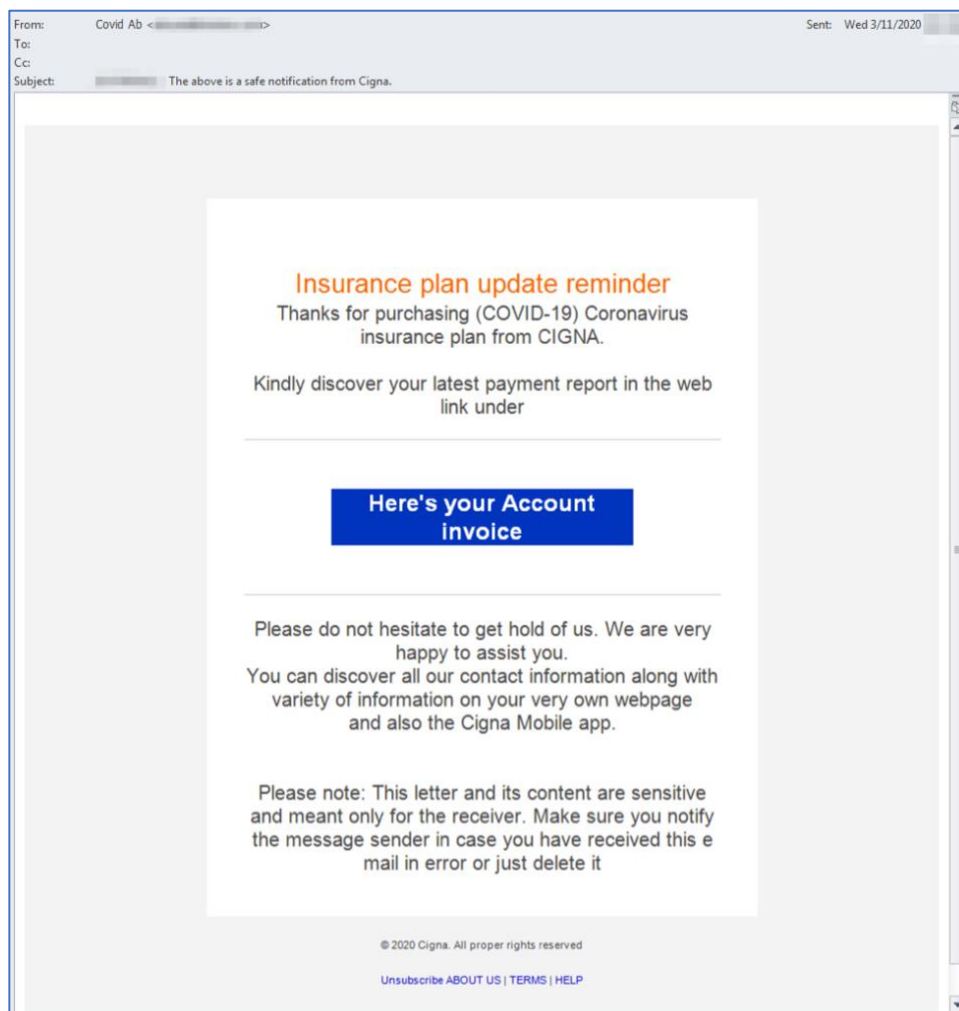 From: Covid Ab < > Sent: Wed 3/11/2020
To:
Cc:
Subject: The above is a safe notification from Cigna.
Insurance plan update reminder
Thanks for purchasing (COVID-19) Coronavirus
insurance plan from CIGNA.
Kindly discover your latest payment report in the web
link under
Here's your Account
invoice
Please do not hesitate to get hold of us. We are very
happy to assist you.
You can discover all our contact information along with
variety of information on your very own webpage
and also the Cigna Mobile app.
Please note: This letter and its content are sensitive
and meant only for the receiver. Make sure you notify
the message sender in case you have received this e
mail in error or just delete it
© 2020 Cigna. All proper rights reserved
Unsubscribe ABOUT US | TERMS | HELP